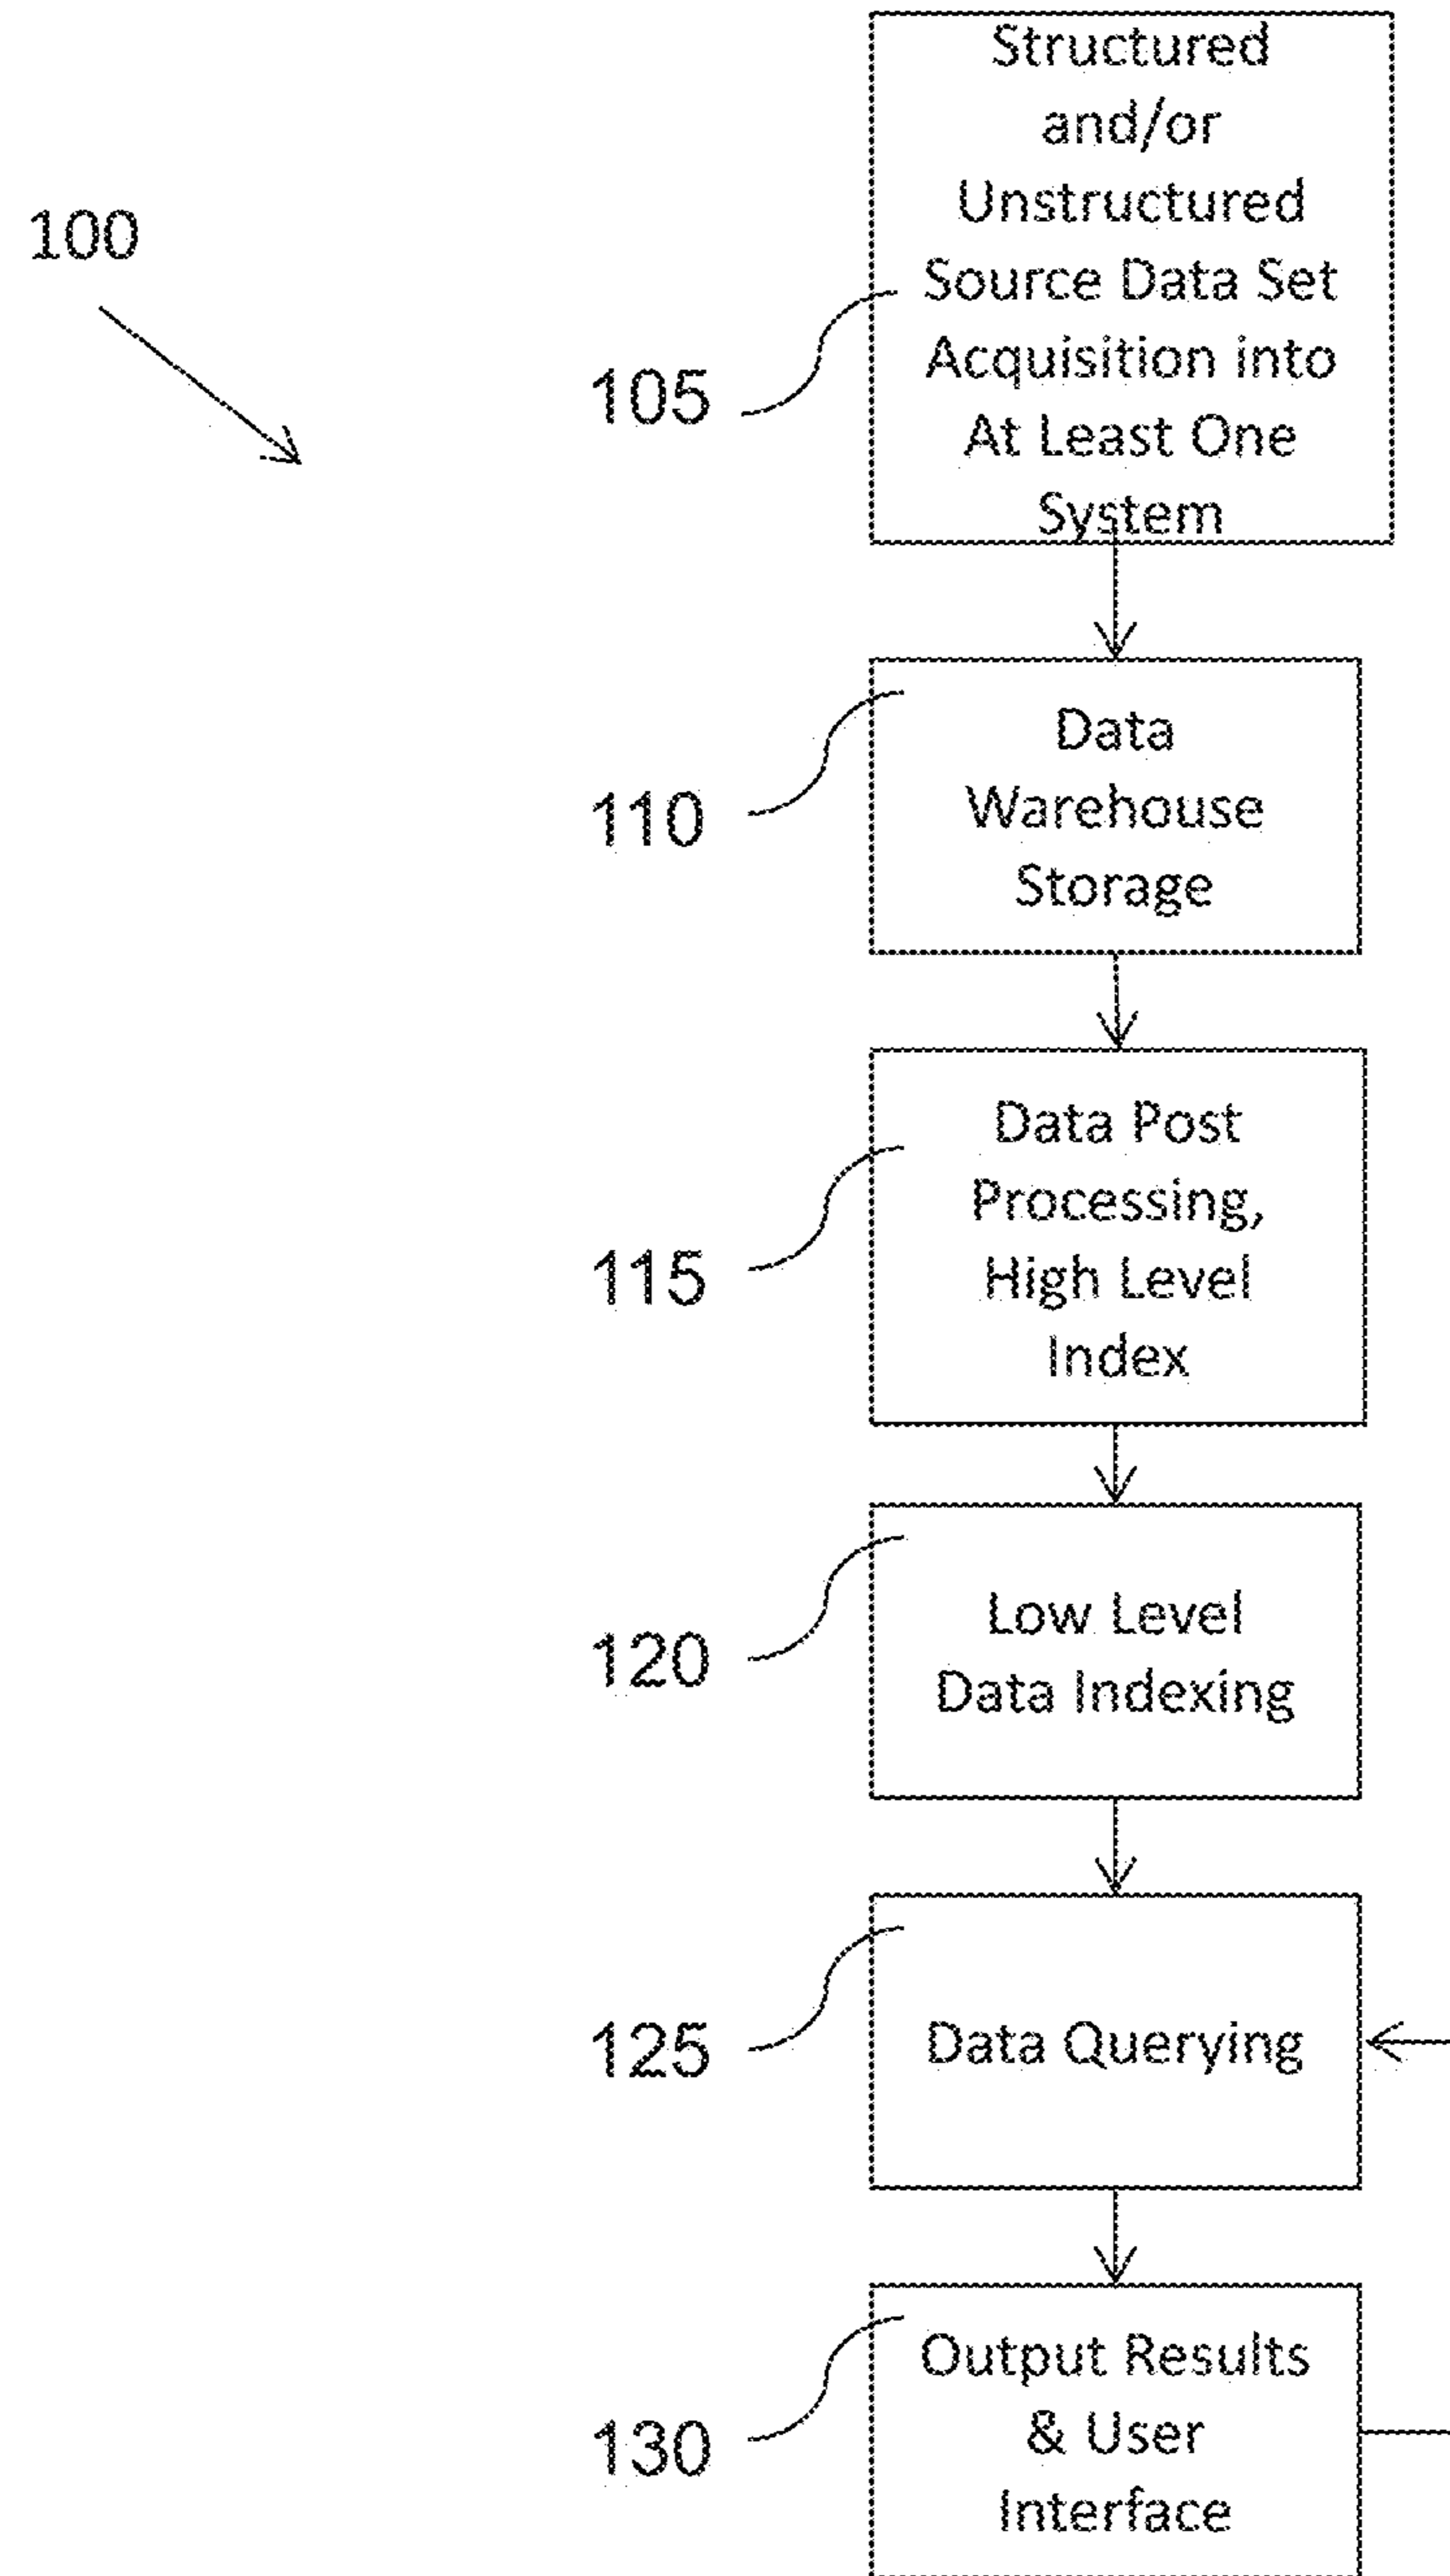 Structured
and/or
Unstructured
Source Data Set
Acquisition into
At Least One
System
100
105
Data
Warehouse
Storage
110
Data Post
Processing,
High Level
Index
115
Low Level
Data Indexing
120
Data Querying
125
Output Results
& User
Interface
130